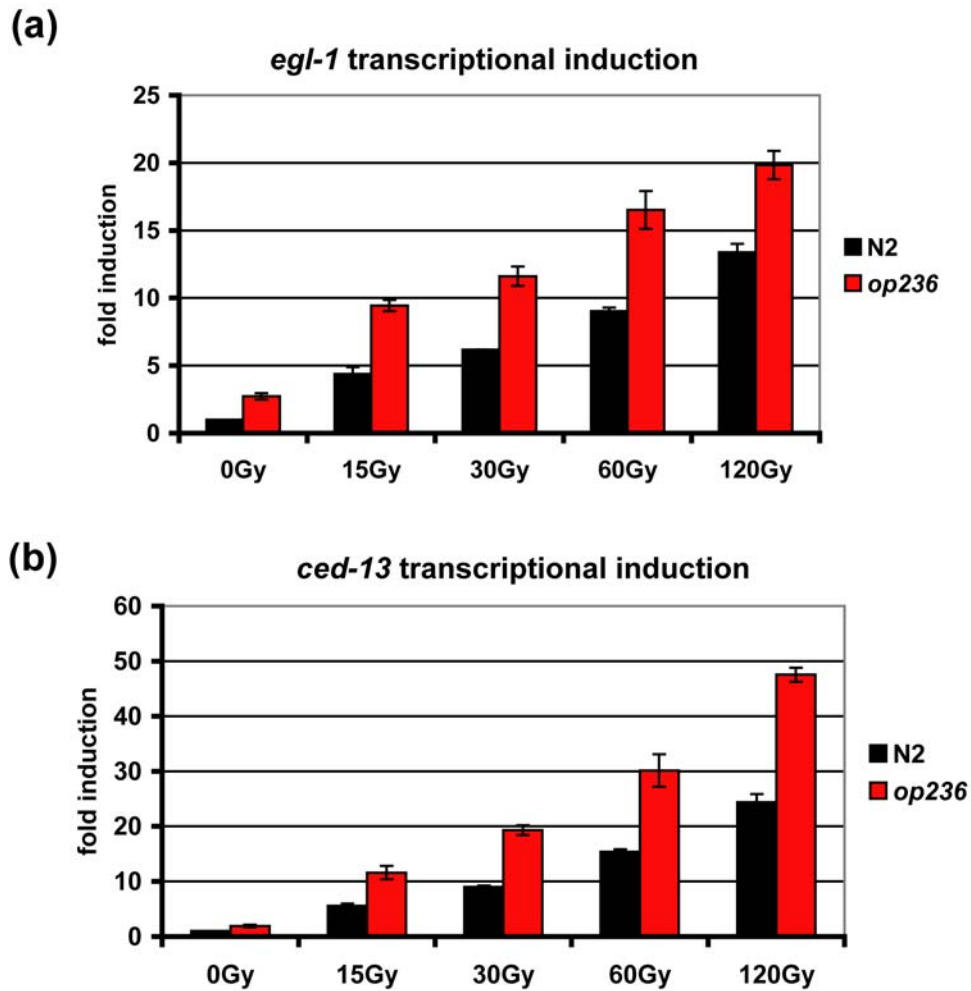 (a)
egl-1 transcriptional induction
25
20
15
10
5
0
fold induction
0Gy 15Gy 30Gy 60Gy 120Gy
N2
op236
(b)
ced-13 transcriptional induction
60
50
40
30
20
10
0
fold induction
0Gy 15Gy 30Gy 60Gy 120Gy
N2
op236